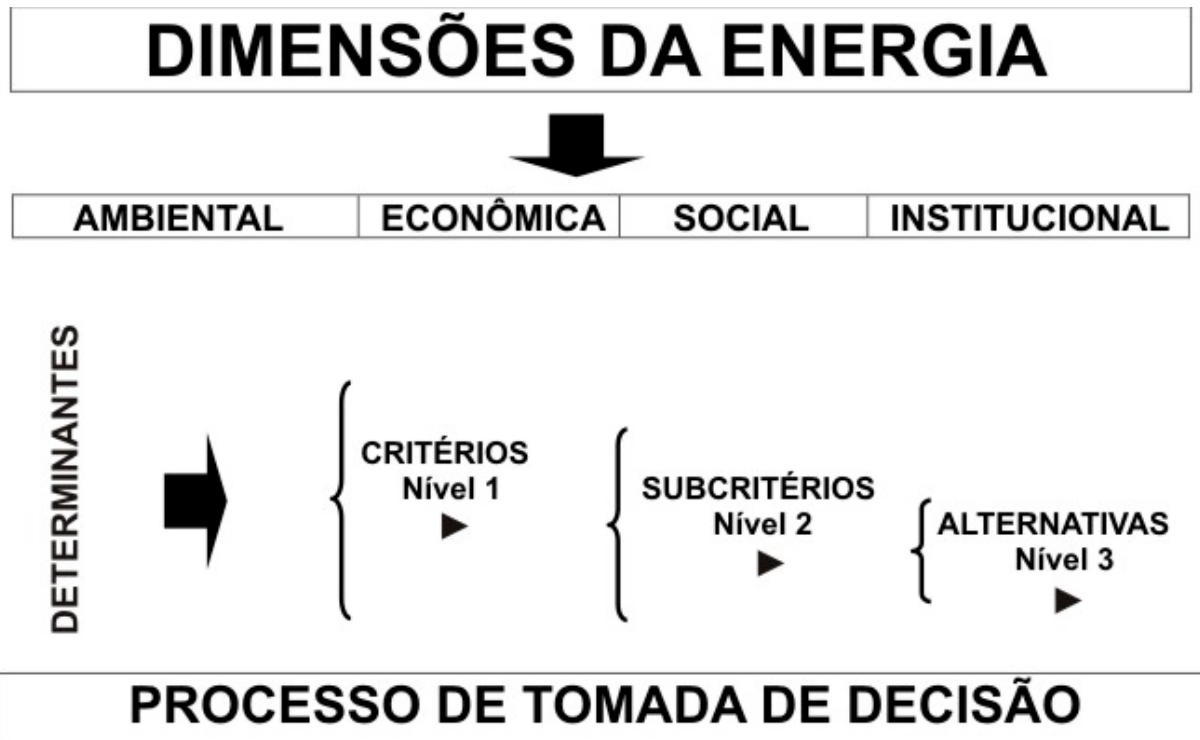 DIMENSÕES DA ENERGIA
AMBIENTAL
ECONÔMICA
SOCIAL
INSTITUCIONAL
DETERMINANTES
CRITÉRIOS
Nível 1
SUBCRITÉRIOS
Nível 2
ALTERNATIVAS
Nível 3
PROCESSO DE TOMADA DE DECISÃO